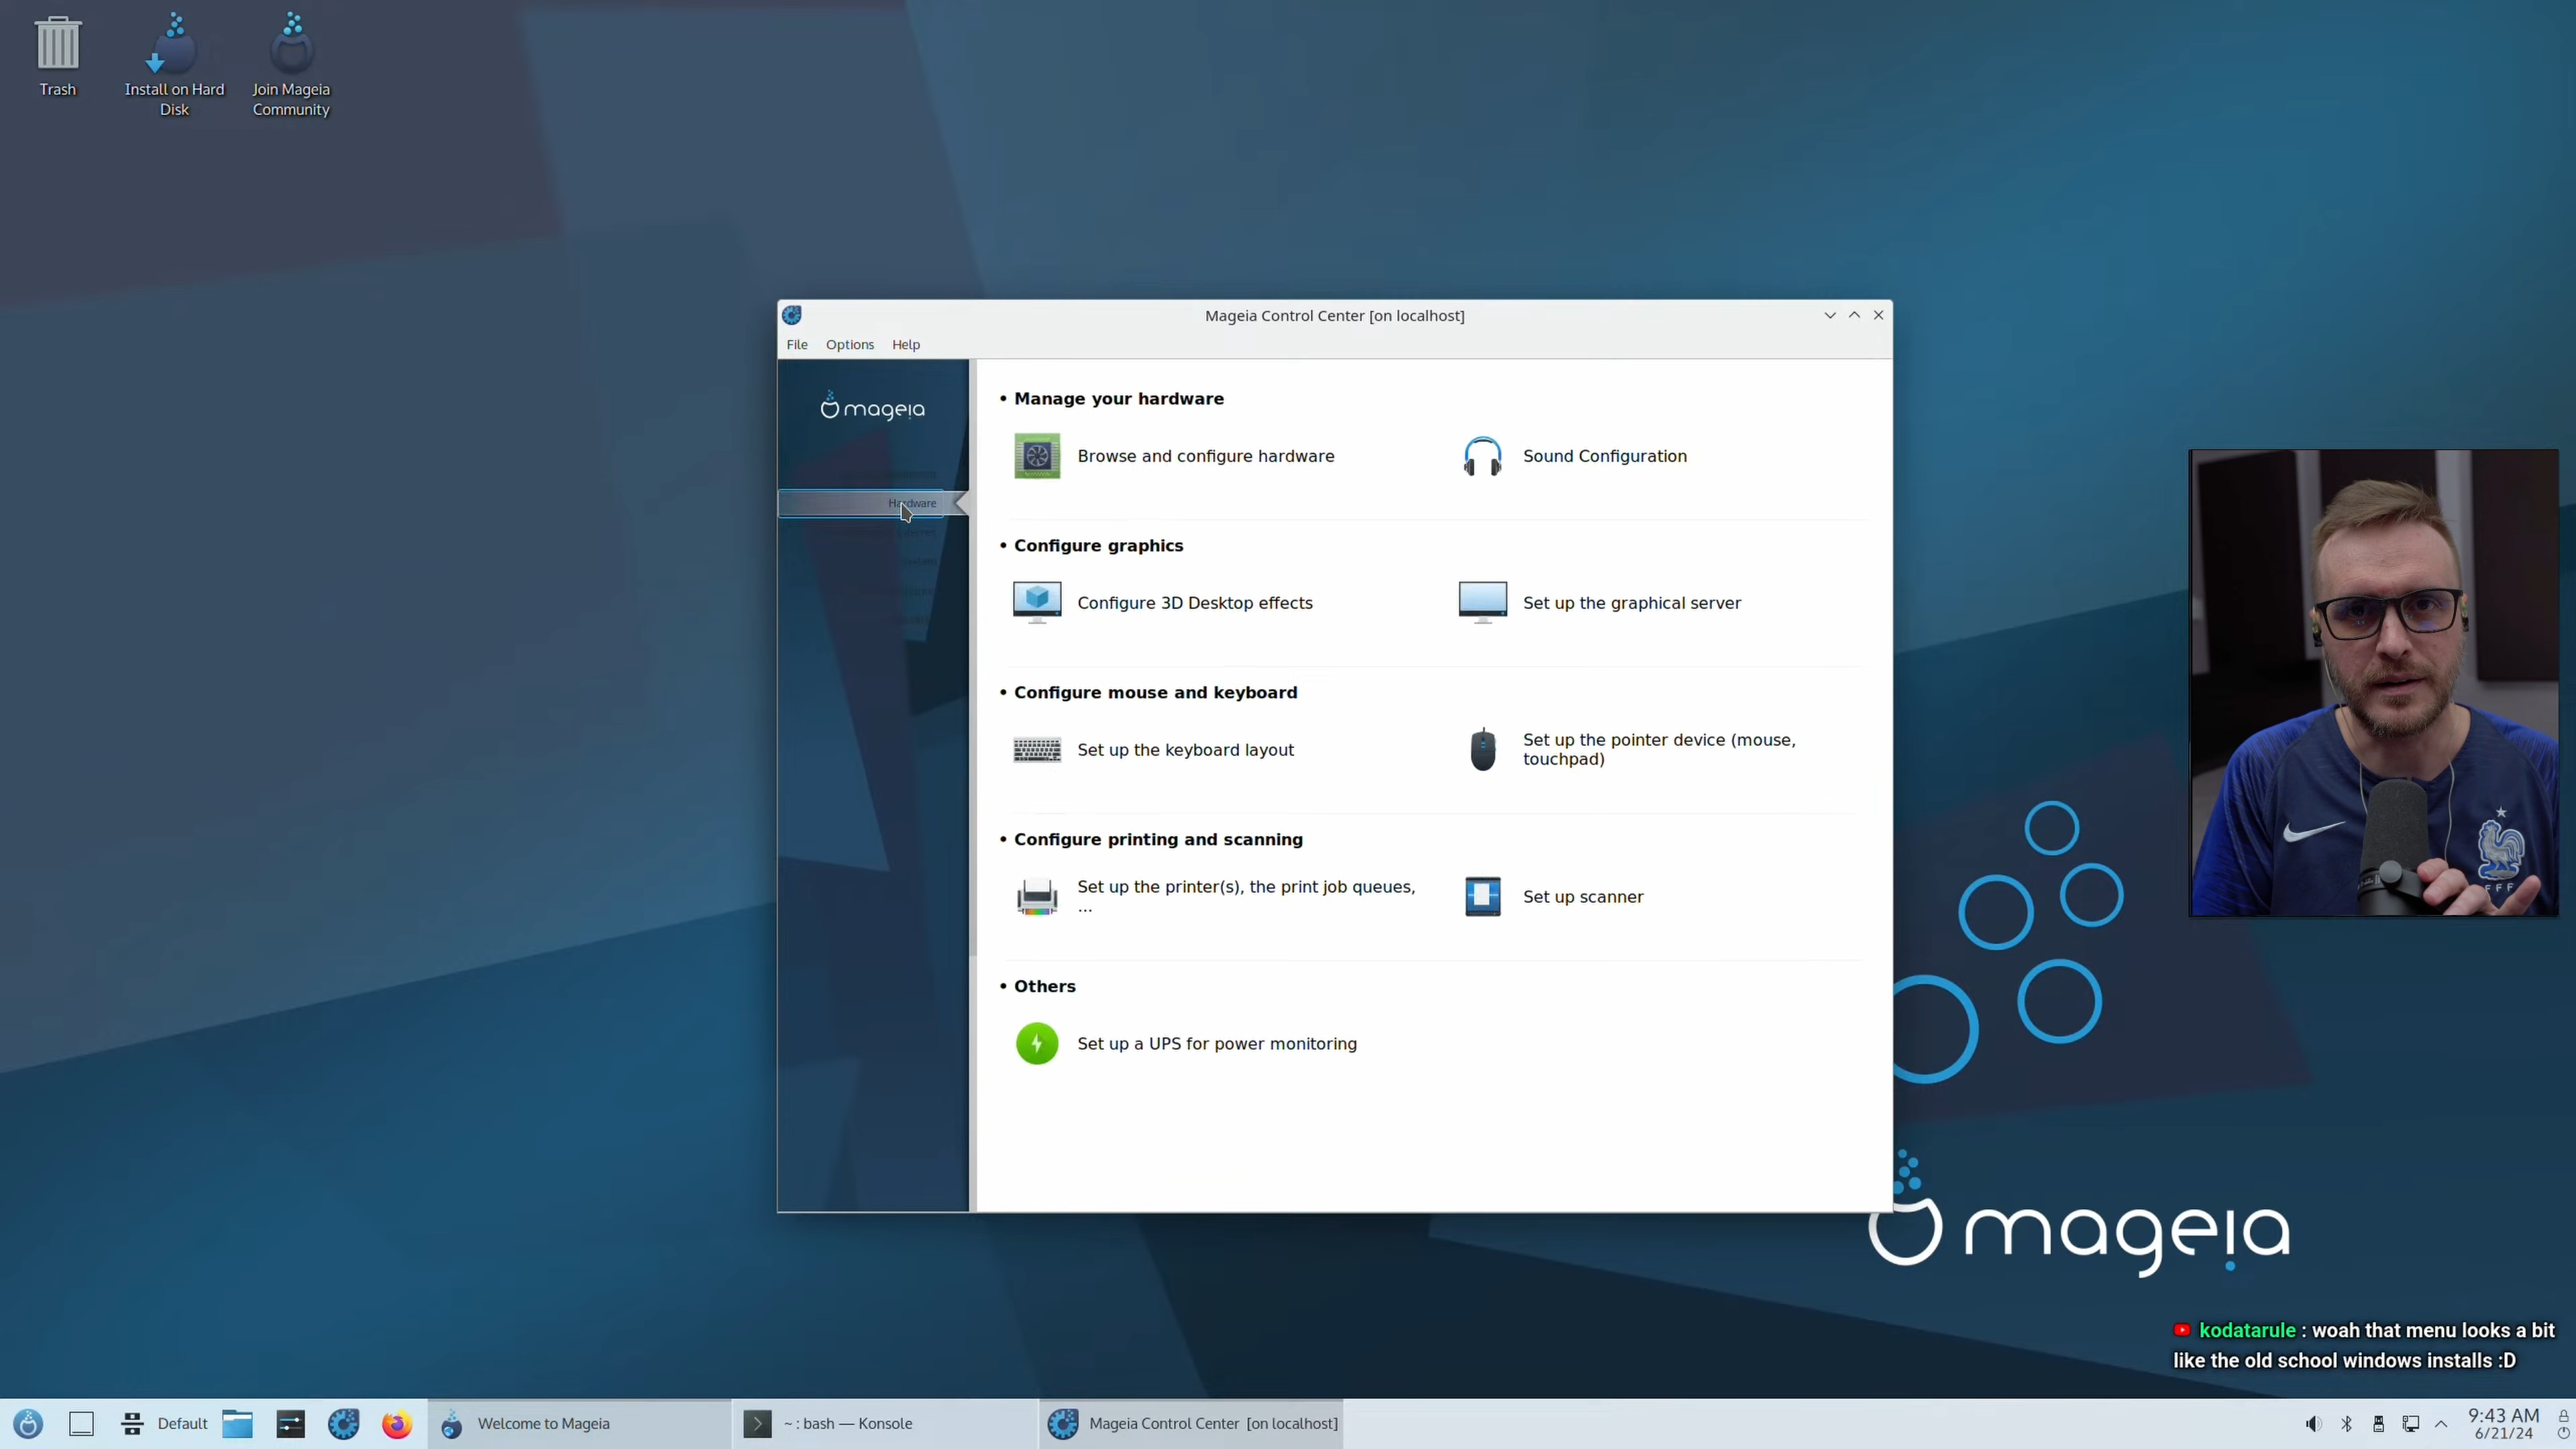 Trash
Install on Hard
Disk
Join Mageia
Community
Mageia Control Center [on localhost]
File Options Help
mageia
Hardware
• Manage your hardware
Browse and configure hardware
Sound Configuration
• Configure graphics
Configure 3D Desktop effects
Set up the graphical server
• Configure mouse and keyboard
Set up the keyboard layout
Set up the pointer device (mouse,
touchpad)
• Configure printing and scanning
Set up the printer(s), the print job queues,
...
Set up scanner
• Others
Set up a UPS for power monitoring
FFF
mageia
kodatarule : woah that menu looks a bit
like the old school windows installs :D
Default
Welcome to Mageia
~ : bash — Konsole
Mageia Control Center [on localhost]
9:43 AM
6/21/24